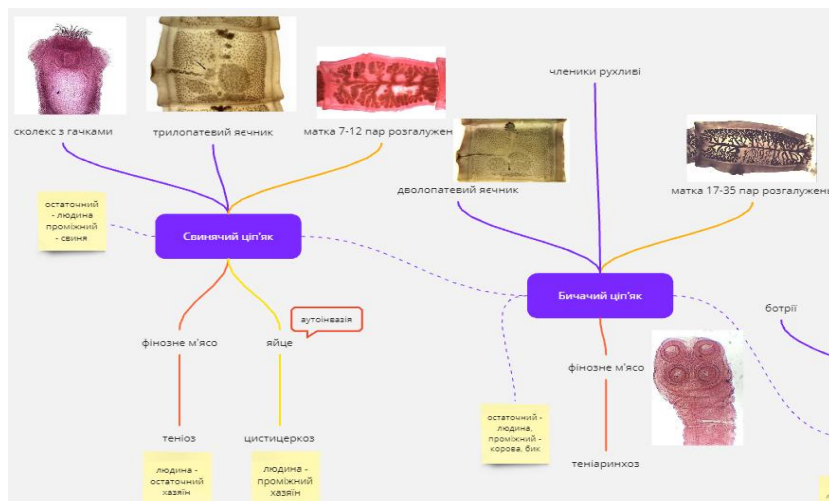 сколекс з гачками
трилопатевий яєчник
матка 7-12 пар розгалужен
членики рухливі
дволопатевий яєчник
матка 17-35 пар розгалужень
остаточний
- людина
проміжний
- свиня
Свинячий ціп'як
Бичачий ціп'як
ботрії
аутоінвазія
фінозне м'ясо
яйце
фінозне м'ясо
остаточний -
людина,
проміжний -
корова, бик
теніоз
цистицеркоз
теніаринхоз
людина -
остаточний
хазяїн
людина -
проміжний
хазяїн